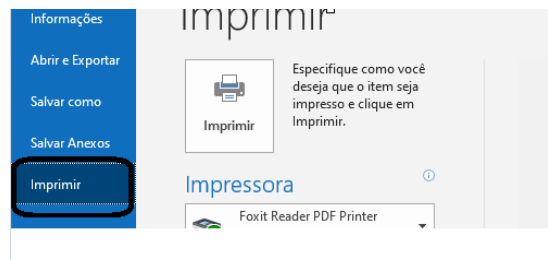 Informações
Abrir e Exportar
Salvar como
Salvar Anexos
Imprimir
Imprimir
Imprimir
Especifique como você
deseja que o item seja
impresso e clique em
Imprimir.
Impressora
Foxit Reader PDF Printer